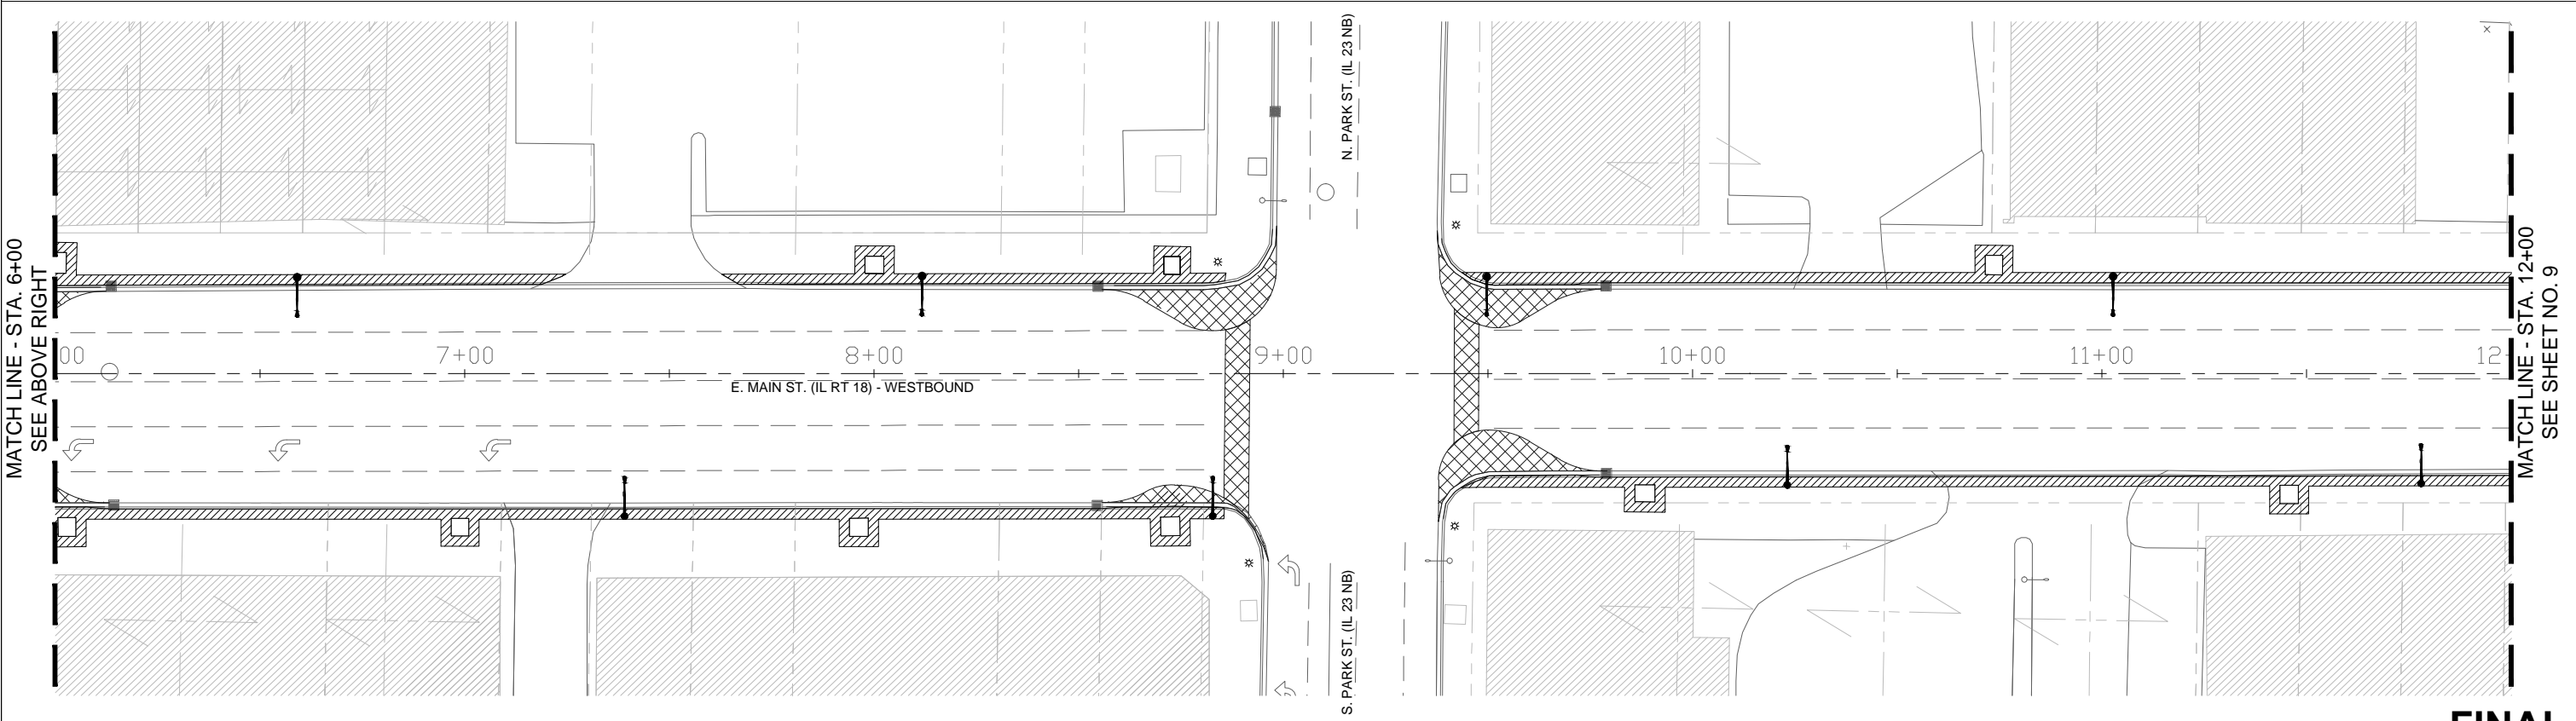 MATCH LINE - STA. 6+00
SEE ABOVE RIGHT
N. PARK ST. (IL 23 NB)
00
7+00
8+00
9+00
10+00
11+00
12
E. MAIN ST. (IL RT 18) - WESTBOUND
S. PARK ST. (IL 23 NB)
MATCH LINE - STA. 12+00
SEE SHEET NO. 9
FINAL